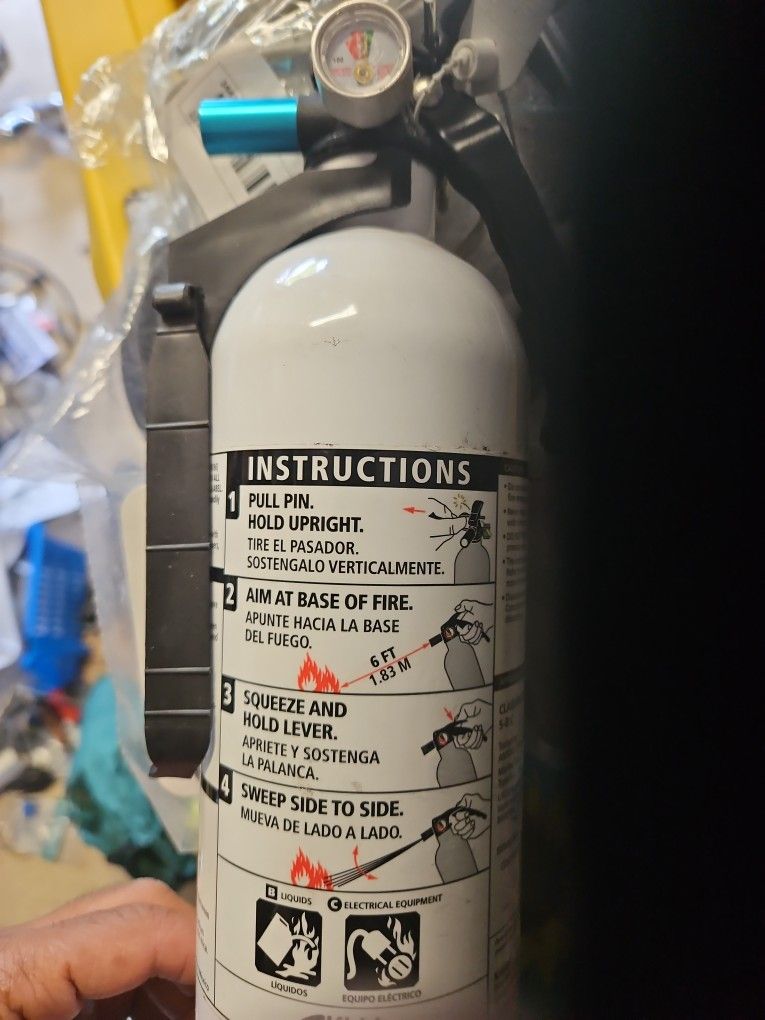 INSTRUCTIONS
1 PULL PIN.
HOLD UPRIGHT.
TIRE EL PASADOR.
SOSTENGALO VERTICALMENTE.
2 AIM AT BASE OF FIRE.
APUNTE HACIA LA BASE
DEL FUEGO.
6 FT
1.83 M
3 SQUEEZE AND
HOLD LEVER.
APRIETE Y SOSTENGA
LA PALANCA.
4 SWEEP SIDE TO SIDE.
MUEVA DE LADO A LADO.
B LIQUIDS
C ELECTRICAL EQUIPMENT
LÍQUIDOS
EQUIPO ELÉCTRICO